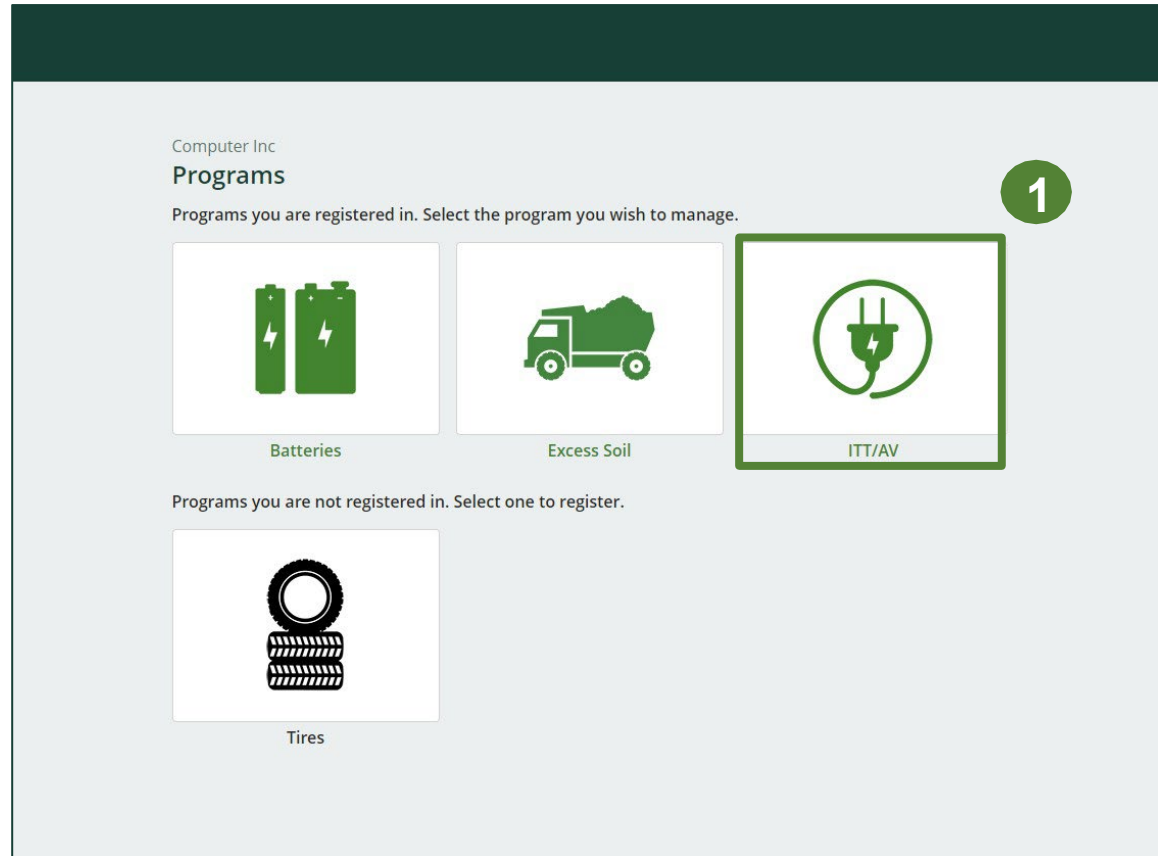 Computer Inc
Programs
1
Programs you are registered in. Select the program you wish to manage.
Batteries
Excess Soil
ITT/AV
Programs you are not registered in. Select one to register.
Tires